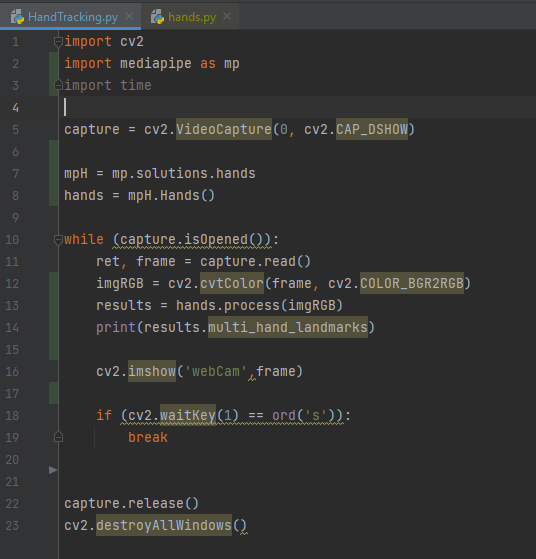 HandTracking.py hands.py
1 import cv2
2 import mediapipe as mp
3 import time
4
5 capture = cv2.VideoCapture(0, cv2.CAP_DSHOW)
6
7 mpH = mp.solutions.hands
8 hands = mpH.Hands()
9
10 while (capture.isOpened()):
11 ret, frame = capture.read()
12 imgRGB = cv2.cvtColor(frame, cv2.COLOR_BGR2RGB)
13 results = hands.process(imgRGB)
14 print(results.multi_hand_landmarks)
15
16 cv2.imshow('webCam',frame)
17
18 if (cv2.waitKey(1) == ord('s')):
19 break
20
21
22 capture.release()
23 cv2.destroyAllWindows()